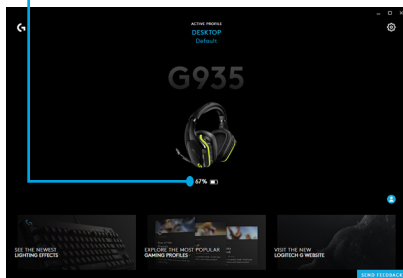 ACTIVE PROFILE
DESKTOP
Default
G935
67%
SEE THE NEWEST
LIGHTING EFFECTS
EXPLORE THE MOST POPULAR
GAMING PROFILES
VISIT THE NEW
LOGITECH G WEBSITE
SEND FEEDBACK